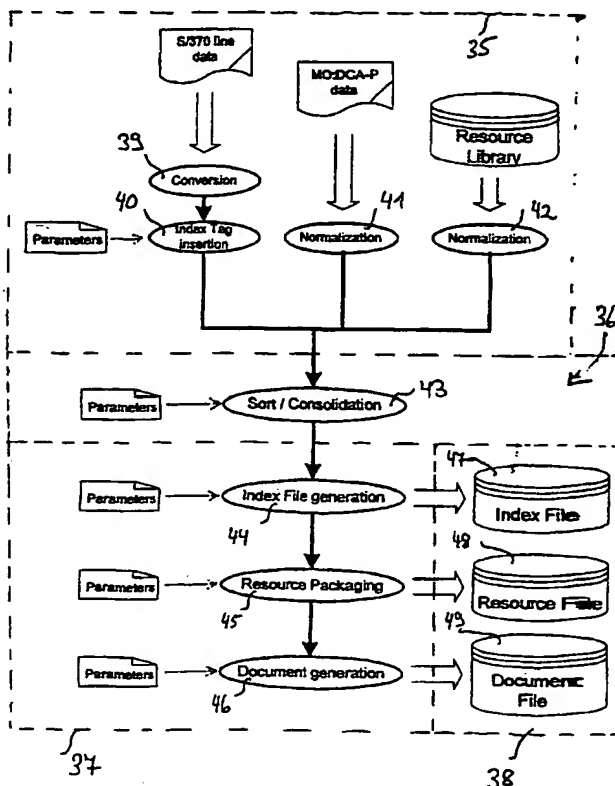 35
S/370 line
data
MO:DCA-P
data
Resource
Library
39
Conversion
40
41
42
Parameters
Index Tag
insertion
Normalization
Normalization
36
43
Parameters
Sort / Consolidation
47
Parameters
Index File generation
Index File
44
48
Parameters
Resource Packaging
Resource File
45
49
Parameters
Document generation
Document
File
46
37
38